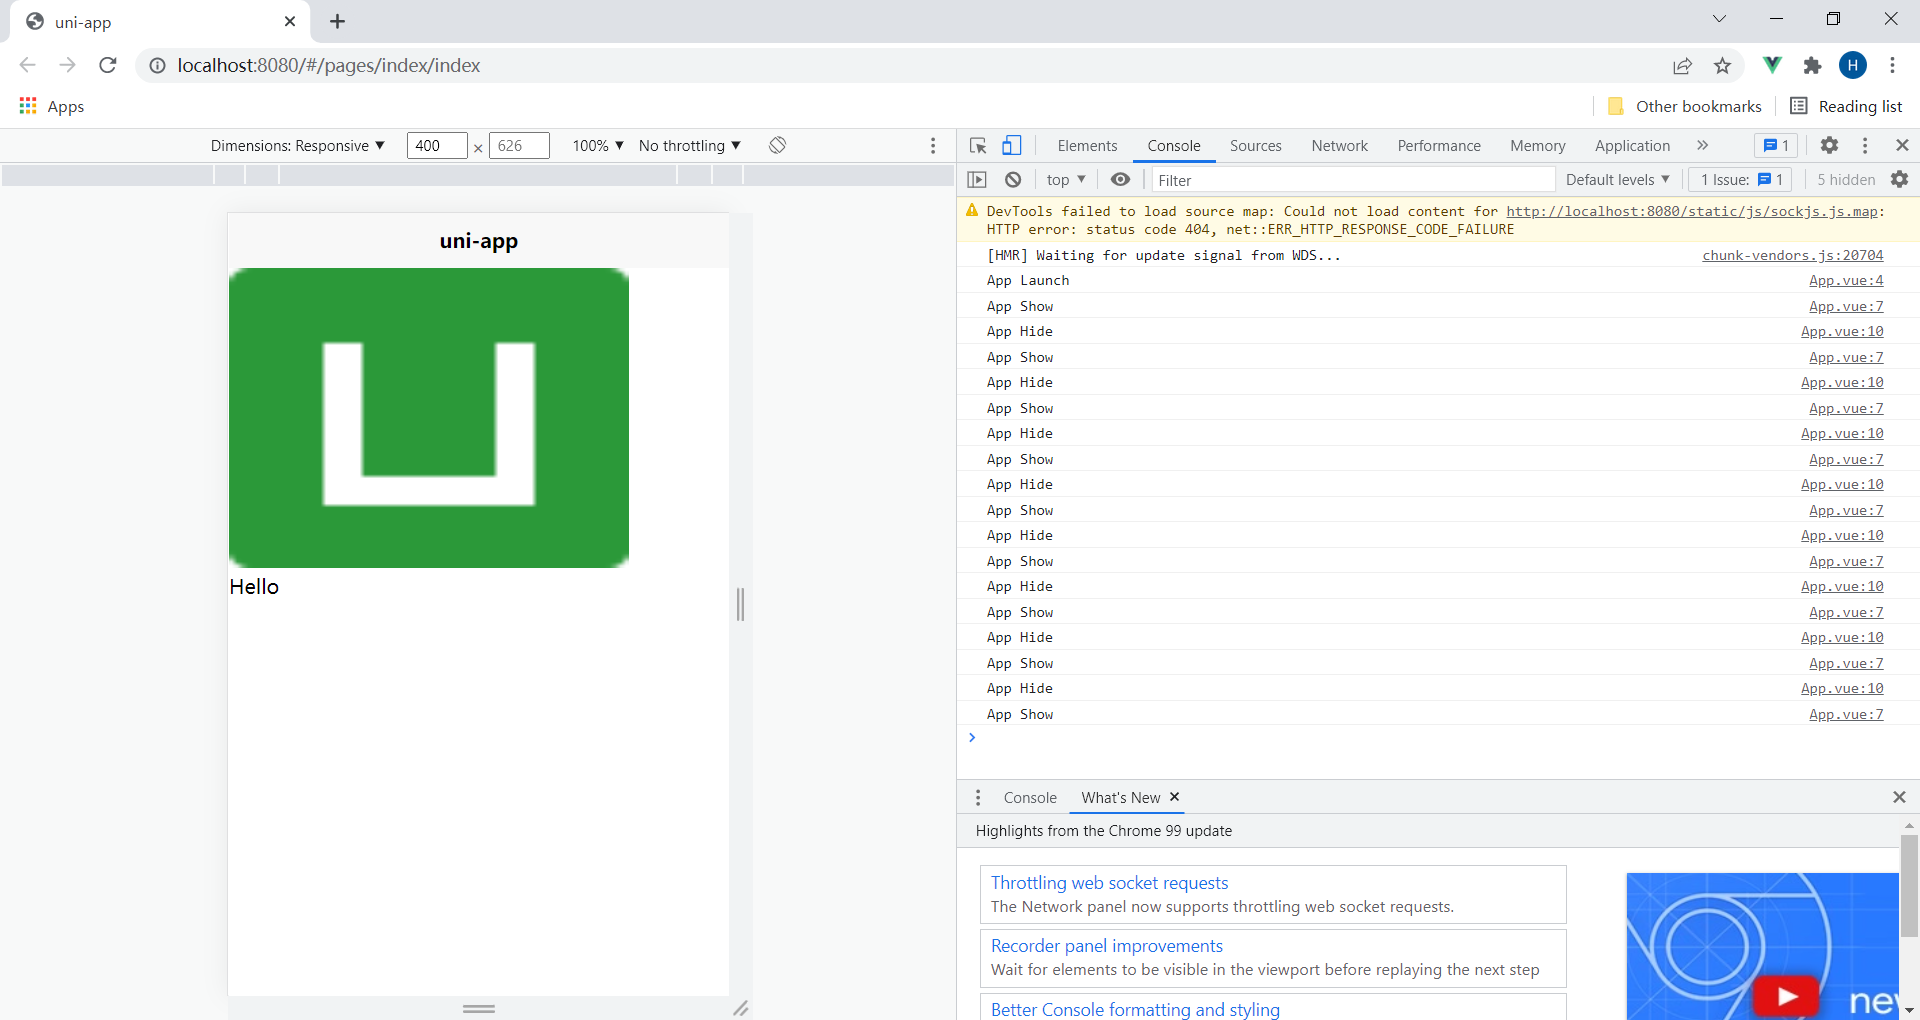 uni-app
localhost:8080/#/pages/index/index
H
Apps
Other bookmarks
Reading list
Dimensions: Responsive ▼ 400 × 626 100% ▼ No throttling ▼
uni-app
Hello
Elements Console Sources Network Performance Memory Application » 1
top ▼ Filter Default levels ▼ 1 Issue: 1 5 hidden
DevTools failed to load source map: Could not load content for http://localhost:8080/static/js/sockjs.js.map:
HTTP error: status code 404, net::ERR_HTTP_RESPONSE_CODE_FAILURE
[HMR] Waiting for update signal from WDS... chunk-vendors.js:20704
App Launch App.vue:4
App Show App.vue:7
App Hide App.vue:10
App Show App.vue:7
App Hide App.vue:10
App Show App.vue:7
App Hide App.vue:10
App Show App.vue:7
App Hide App.vue:10
App Show App.vue:7
App Hide App.vue:10
App Show App.vue:7
App Hide App.vue:10
App Show App.vue:7
App Hide App.vue:10
App Show App.vue:7
App Hide App.vue:10
App Show App.vue:7
Console What's New
Highlights from the Chrome 99 update
Throttling web socket requests
The Network panel now supports throttling web socket requests.
Recorder panel improvements
Wait for elements to be visible in the viewport before replaying the next step
Better Console formatting and styling